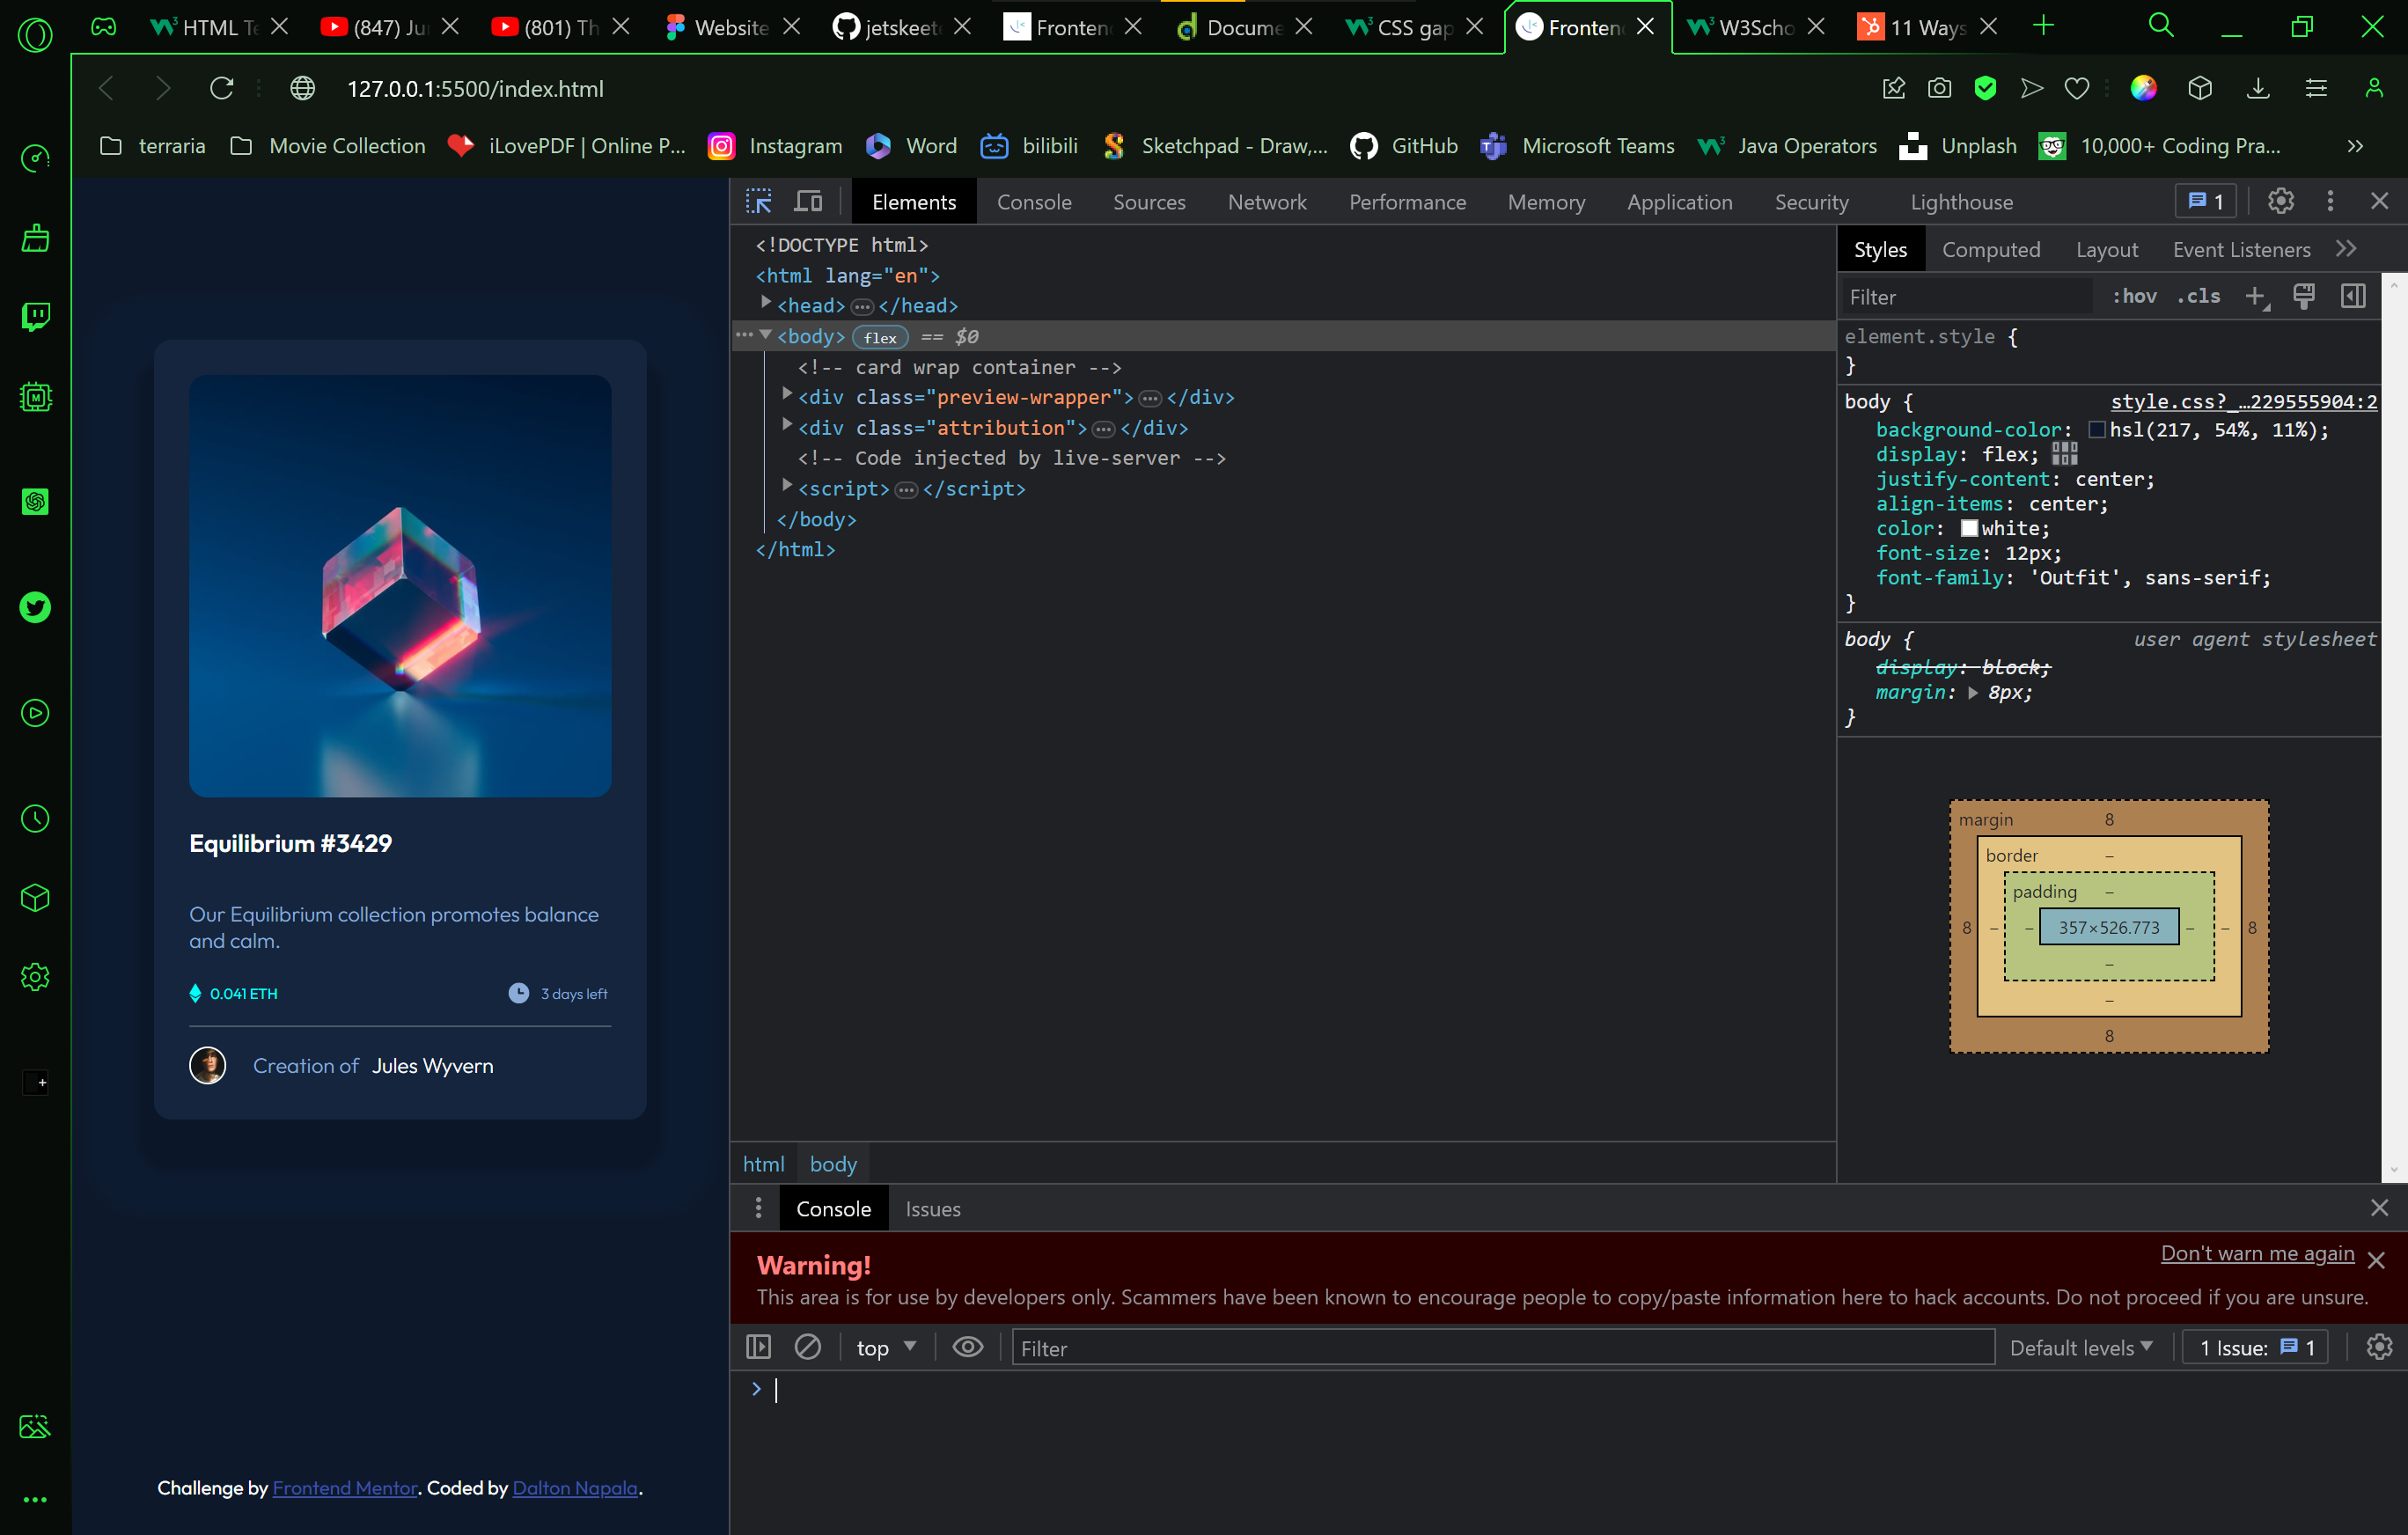 HTML Te
(847) Ju
(801) Th
Website
jetskeet
Fronten
Docume
CSS gap
Fronten
W3Scho
11 Ways
127.0.0.1:5500/index.html
terraria
Movie Collection
iLovePDF | Online P...
Instagram
Word
bilibili
Sketchpad - Draw,...
GitHub
Microsoft Teams
Java Operators
Unplash
10,000+ Coding Pra...
Equilibrium #3429
Our Equilibrium collection promotes balance
and calm.
0.041 ETH
3 days left
Creation of Jules Wyvern
Challenge by Frontend Mentor. Coded by Dalton Napala.
Elements
Console
Sources
Network
Performance
Memory
Application
Security
Lighthouse
1
<!DOCTYPE html>
<html lang="en">
<head>…</head>
<body> flex == $0
<!-- card wrap container -->
<div class="preview-wrapper">…</div>
<div class="attribution">…</div>
<!-- Code injected by live-server -->
<script>…</script>
</body>
</html>
html body
Styles
Computed
Layout
Event Listeners
Filter
:hov .cls
element.style {
}
body { style.css?_…229555904:2
background-color: hsl(217, 54%, 11%);
display: flex;
justify-content: center;
align-items: center;
color: white;
font-size: 12px;
font-family: 'Outfit', sans-serif;
}
body { user agent stylesheet
display: block;
margin: 8px;
}
margin 8
border –
padding –
8 – – 357×526.773 – – 8
–
–
8
Console
Issues
Warning!
Don't warn me again
This area is for use by developers only. Scammers have been known to encourage people to copy/paste information here to hack accounts. Do not proceed if you are unsure.
top
Filter
Default levels
1 Issue: 1